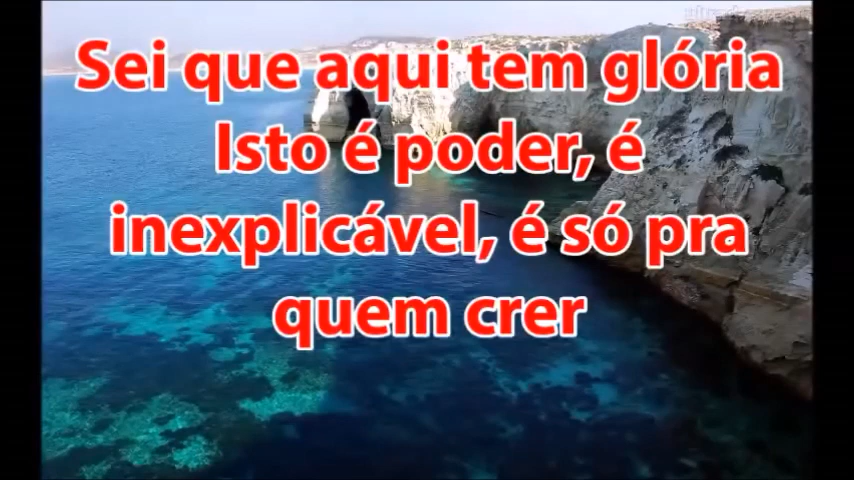 Sei que aqui tem glória
Isto é poder, é
inexplicável, é só pra
quem crer